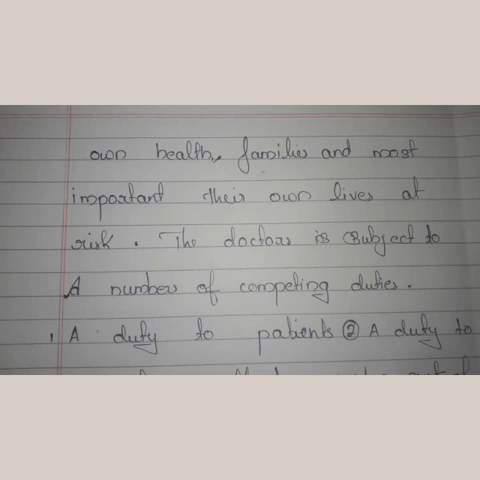 own health, families and most
important their own lives at
risk. The doctors is subject to
A number of competing duties.
1 A duty to patients ② A duty to